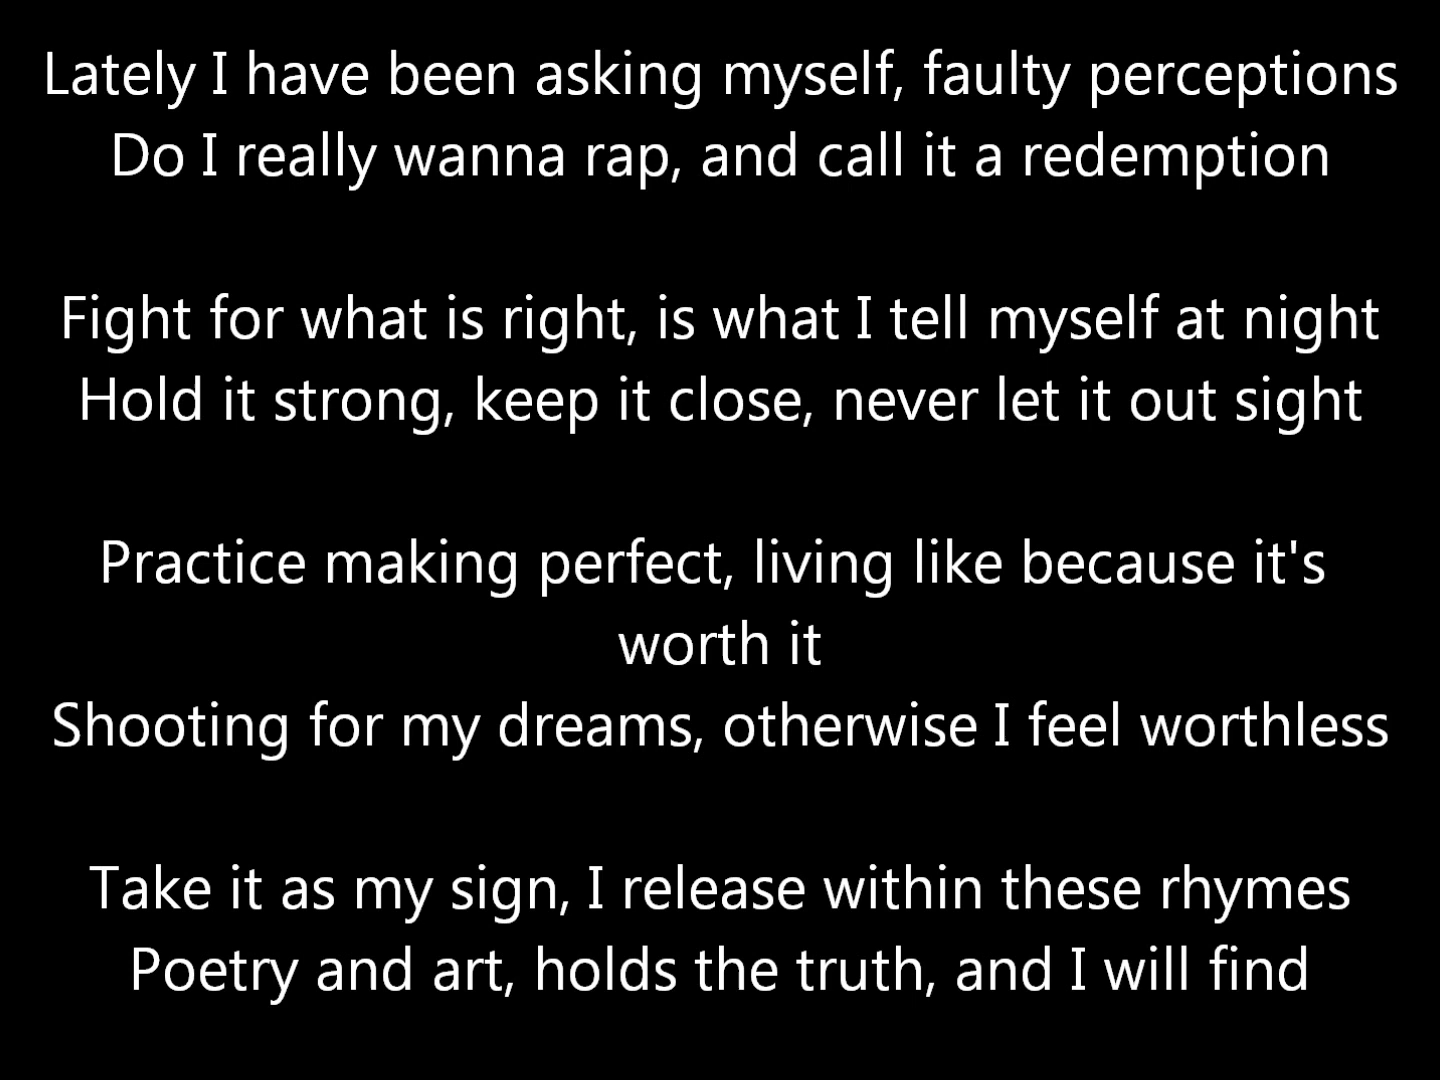 Lately I have been asking myself, faulty perceptions
Do I really wanna rap, and call it a redemption
Fight for what is right, is what I tell myself at night
Hold it strong, keep it close, never let it out sight
Practice making perfect, living like because it's
worth it
Shooting for my dreams, otherwise I feel worthless
Take it as my sign, I release within these rhymes
Poetry and art, holds the truth, and I will find